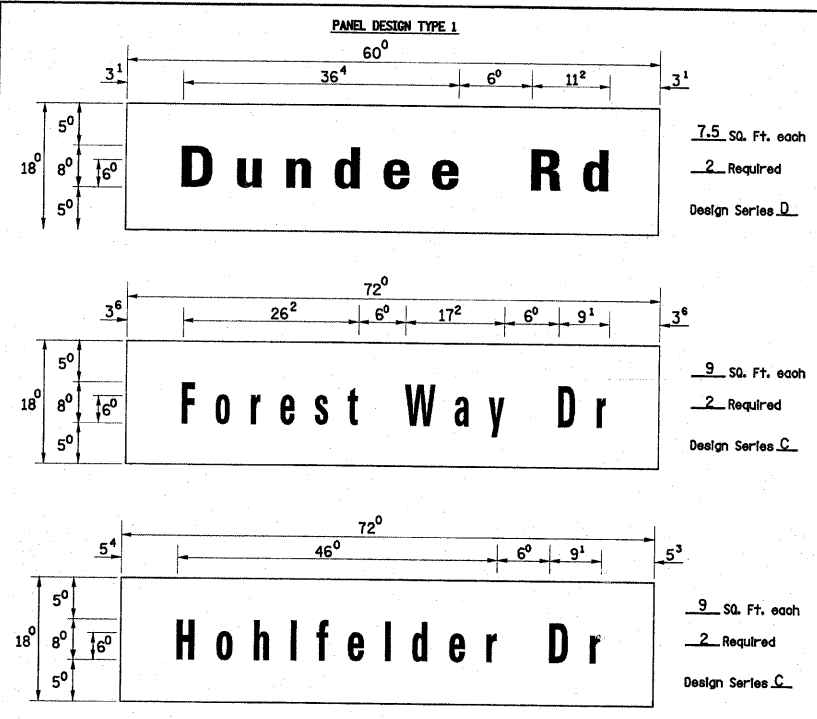 PANEL DESIGN TYPE 1
60⁰
3¹ 36⁴ 6⁰ 11² 3¹
18⁰ 5⁰ 8⁰ 6⁰ 5⁰
Dundee Rd
7.5 SQ. Ft. each
2 Required
Design Series D
72⁰
3⁶ 26² 6⁰ 17² 6⁰ 9¹ 3⁶
18⁰ 5⁰ 8⁰ 6⁰ 5⁰
Forest Way Dr
9 SQ. Ft. each
2 Required
Design Series C
72⁰
5⁴ 46⁰ 6⁰ 9¹ 5³
18⁰ 5⁰ 8⁰ 6⁰ 5⁰
Hohlfelder Dr
9 SQ. Ft. each
2 Required
Design Series C